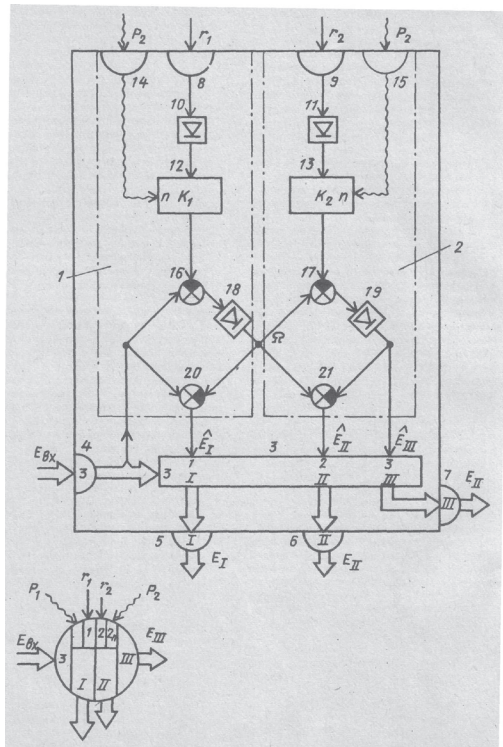 P₂ r₁ r₂ P₂
14 8 9 15
10 11
12 13
n K₁ K₂ n
1 2
16 17
18 19
Ω
20 21
Ê_I Ê_II Ê_III
4 3
E_вх 3 3 1 2 3 7
I II III III E_II
5 I 6 II
E_I E_II
P₁ r₁ r₂ P₂
E_вх 3 1 2 2ₙ III E_III
I II